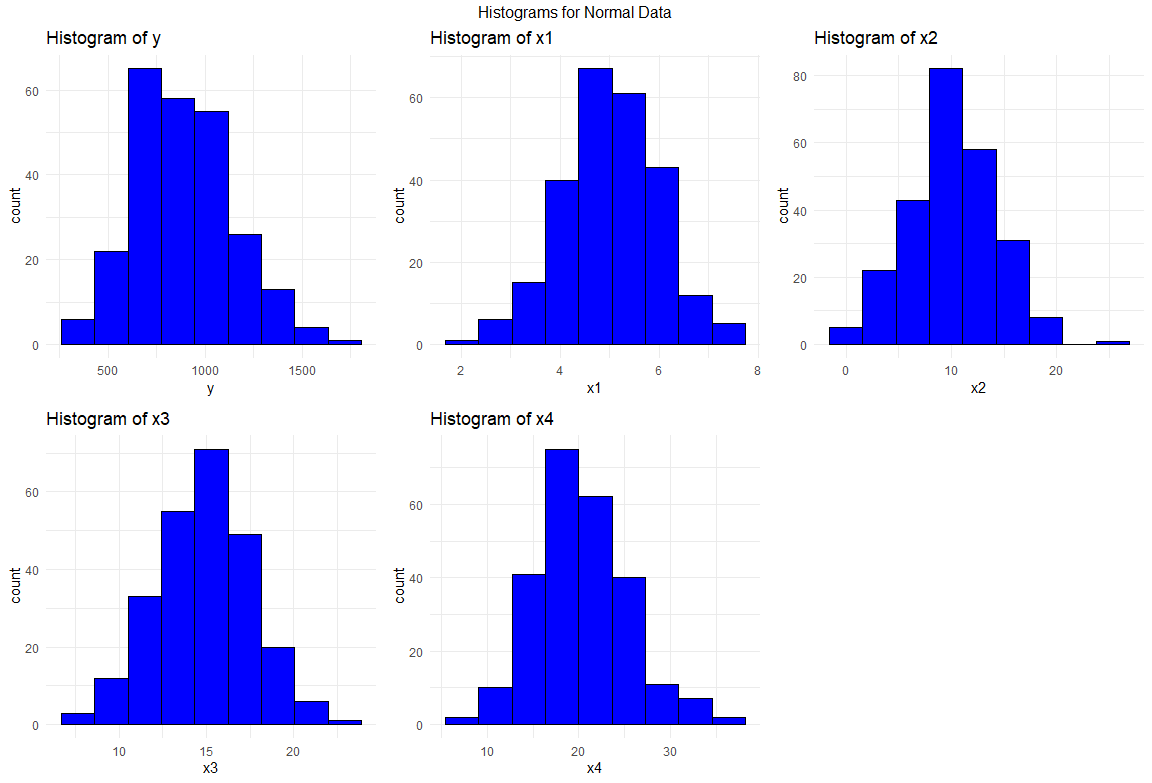 Histograms for Normal Data
Histogram of y
count
60
40
20
0
500 1000 1500
y
Histogram of x1
count
60
40
20
0
2 4 6 8
x1
Histogram of x2
count
80
60
40
20
0
0 10 20
x2
Histogram of x3
count
60
40
20
0
10 15 20
x3
Histogram of x4
count
60
40
20
0
10 20 30
x4